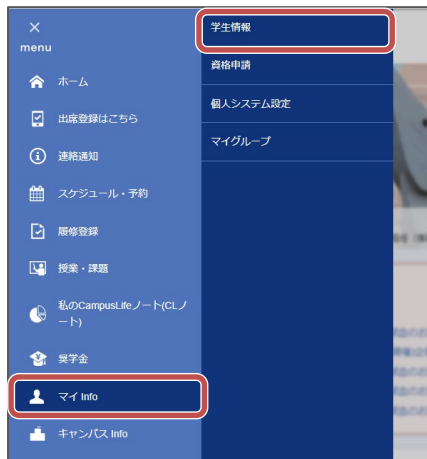 menu
ホーム
出席登録はこちら
連絡通知
スケジュール・予約
履修登録
授業・課題
私のCampusLifeノート(CLノ
ート)
奨学金
マイ Info
キャンパス Info
学生情報
資格申請
個人システム設定
マイグループ